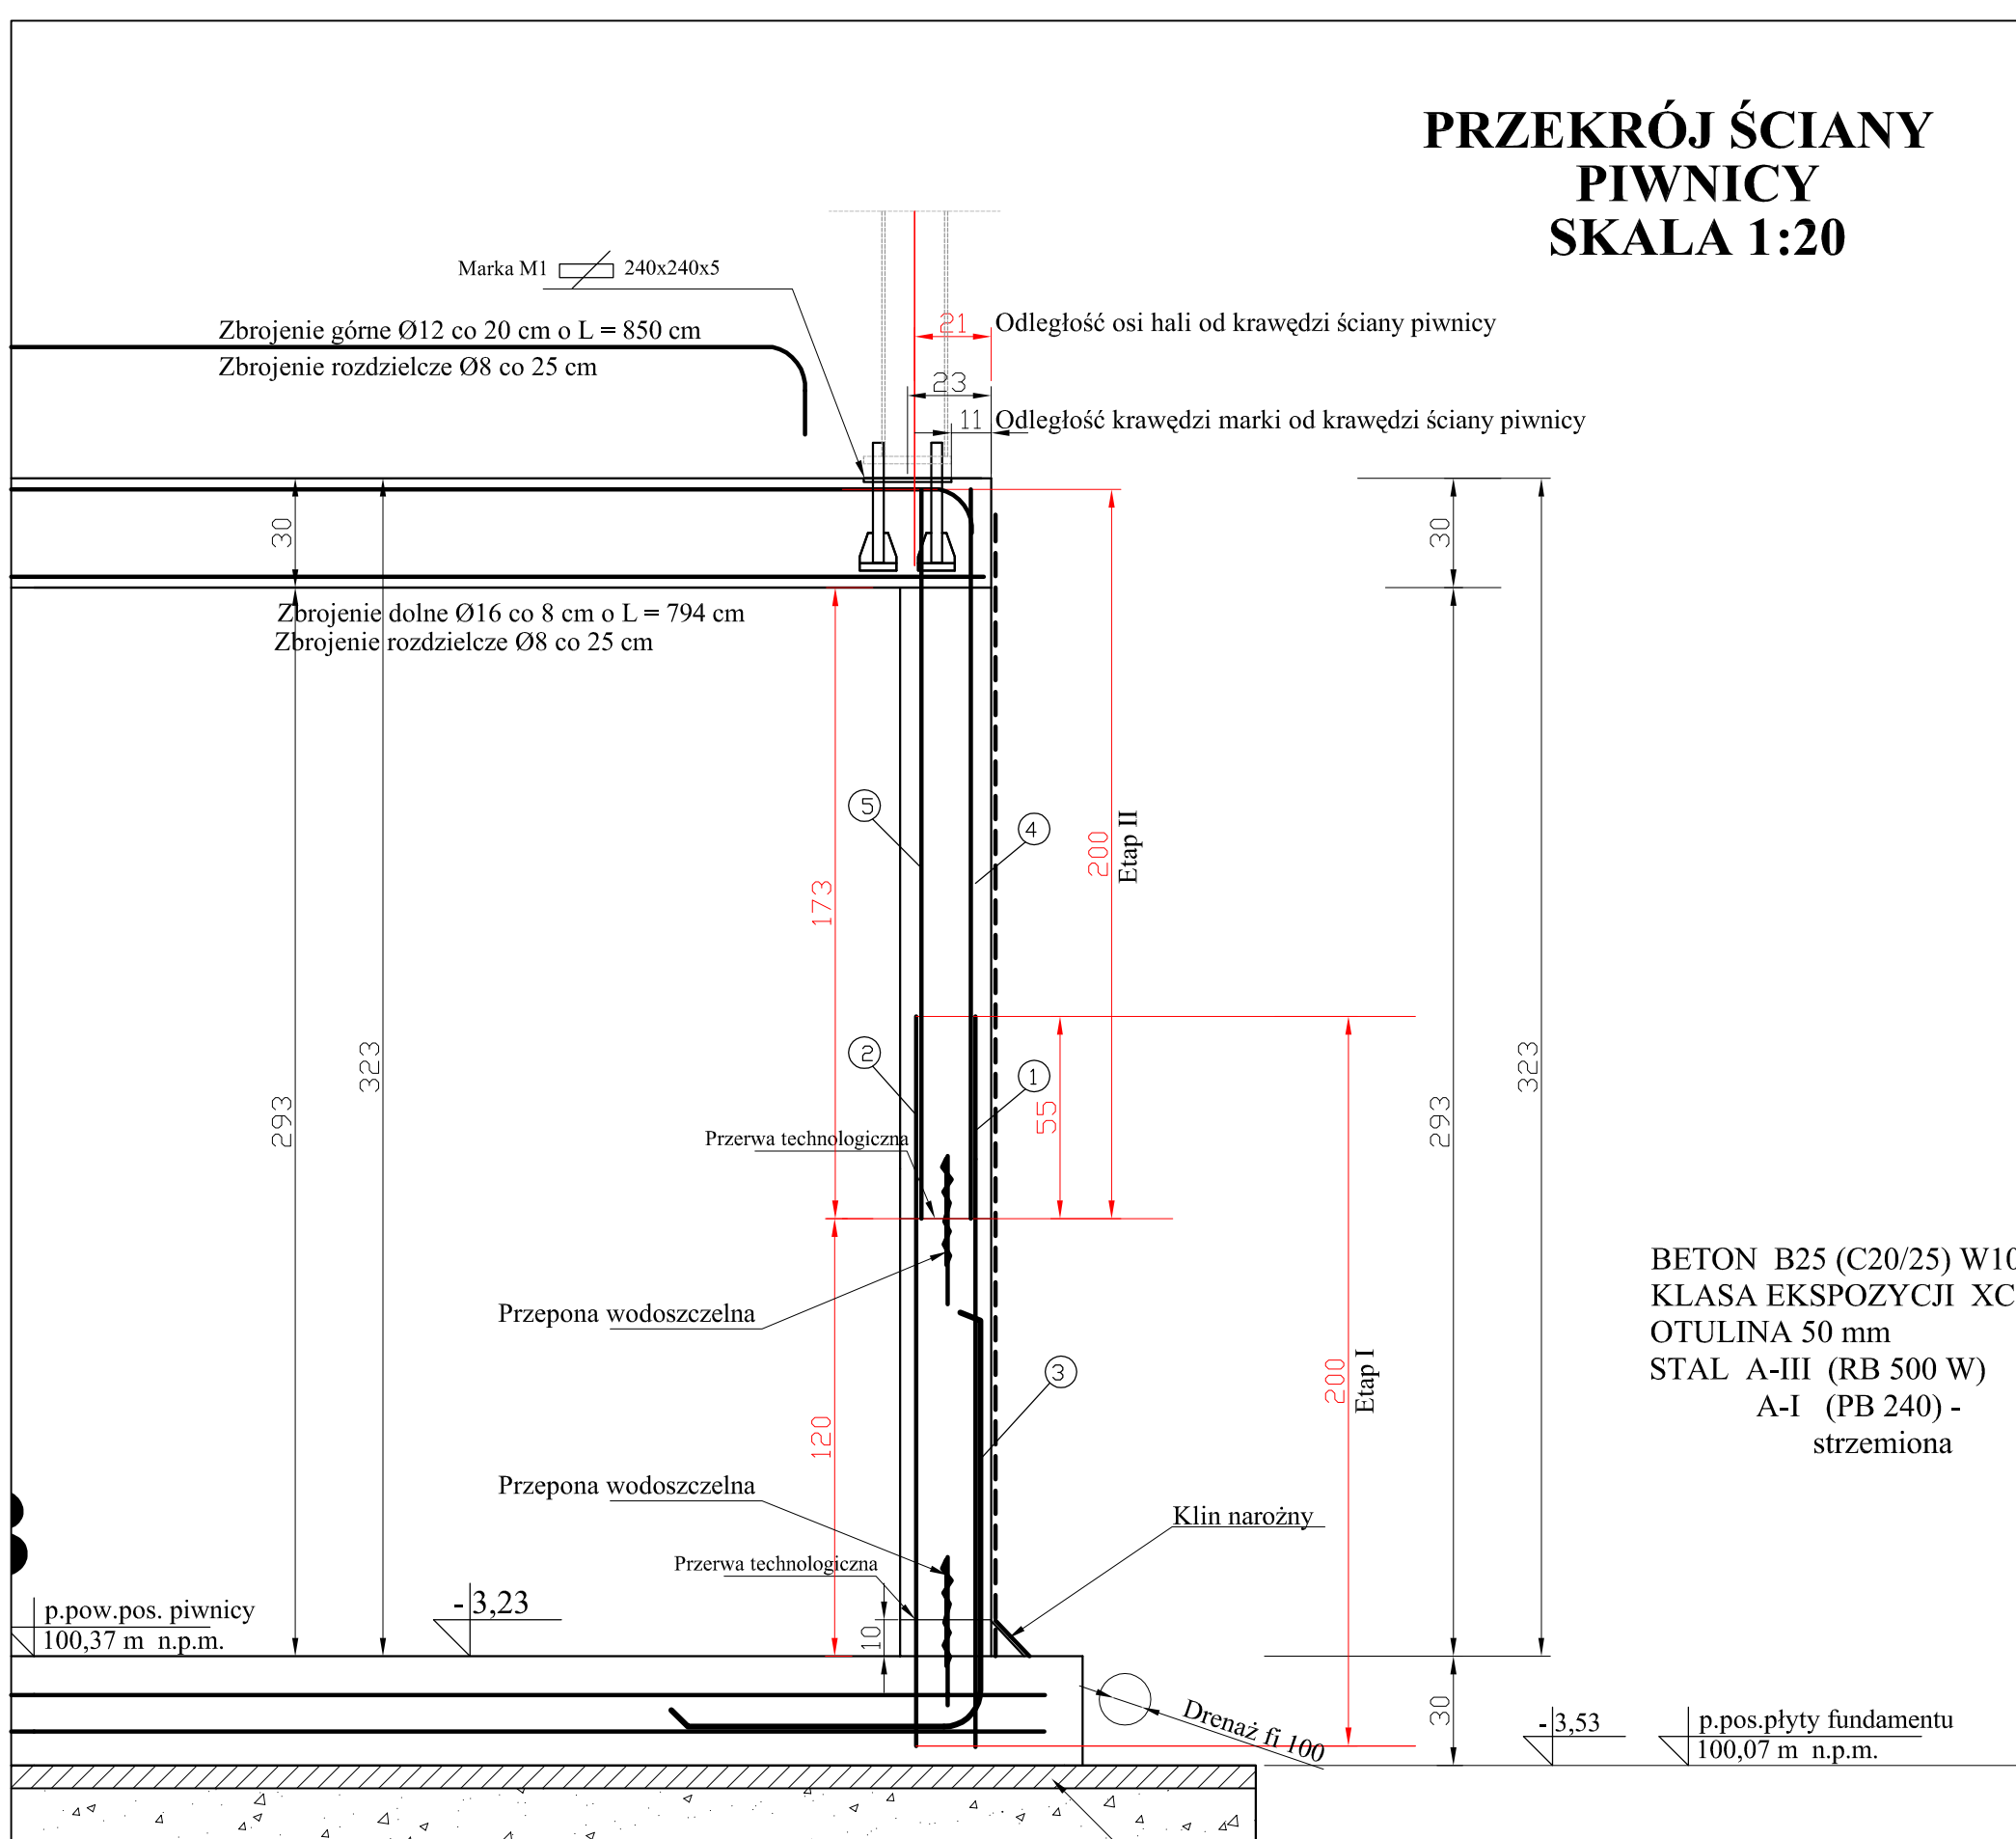 PRZEKRÓJ ŚCIANY
PIWNICY
SKALA 1:20
Marka M1 240x240x5
Zbrojenie górne Ø12 co 20 cm o L = 850 cm
Zbrojenie rozdzielcze Ø8 co 25 cm
21 Odległość osi hali od krawędzi ściany piwnicy
23
11 Odległość krawędzi marki od krawędzi ściany piwnicy
30
30
Zbrojenie dolne Ø16 co 8 cm o L = 794 cm
Zbrojenie rozdzielcze Ø8 co 25 cm
5
4
200
Etap II
173
2
1
323
323
293
293
55
Przerwa technologiczna
BETON B25 (C20/25) W10
KLASA EKSPOZYCJI XC
OTULINA 50 mm
STAL A-III (RB 500 W)
A-I (PB 240) -
strzemiona
Przepona wodoszczelna
3
200
Etap I
120
Przepona wodoszczelna
Klin narożny
Przerwa technologiczna
- 3,23
p.pow.pos. piwnicy
100,37 m n.p.m.
10
30
Drenaż fi 100
- 3,53
p.pos.płyty fundamentu
100,07 m n.p.m.